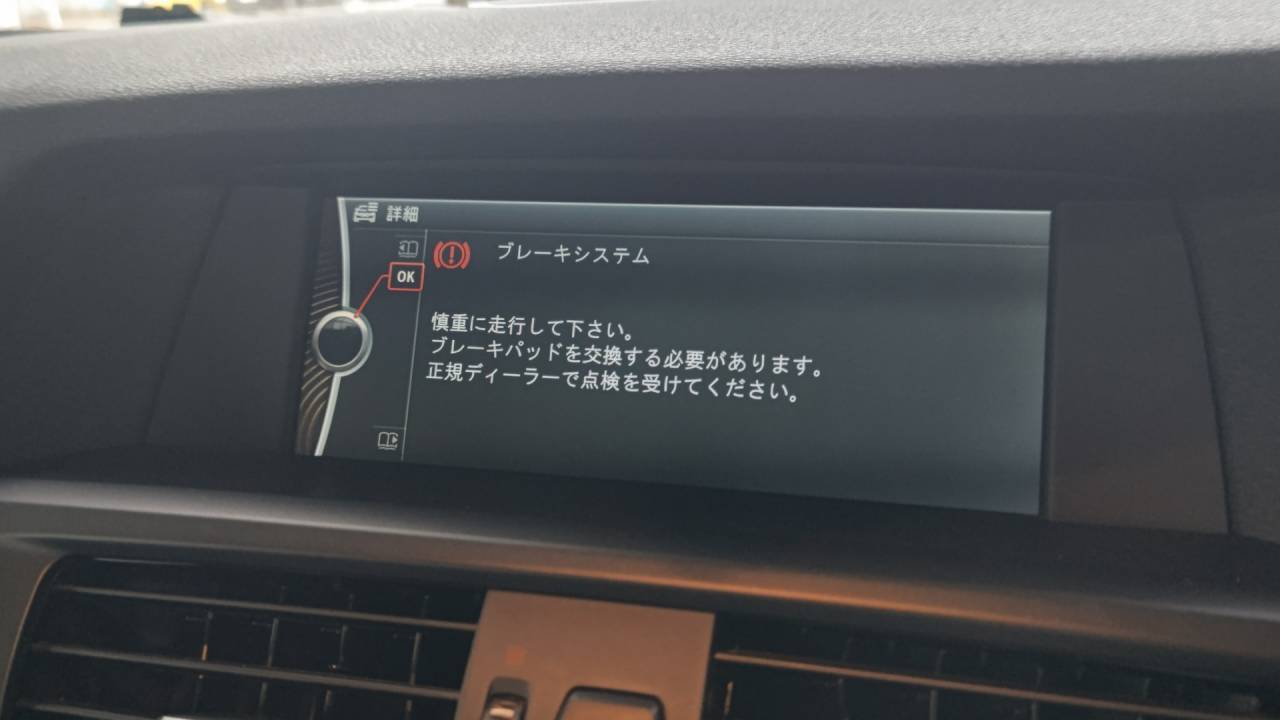 詳細
OK
ブレーキシステム
慎重に走行して下さい。
ブレーキパッドを交換する必要があります。
正規ディーラーで点検を受けてください。